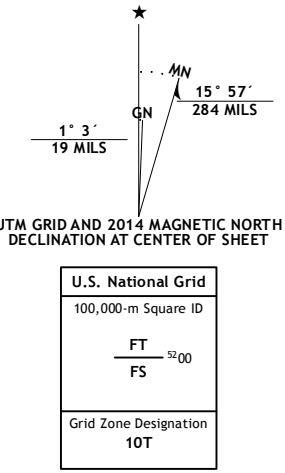 ★
MN
15° 57´
284 MILS
GN
1° 3´
19 MILS
UTM GRID AND 2014 MAGNETIC NORTH
DECLINATION AT CENTER OF SHEET
U.S. National Grid
100,000-m Square ID
FT
5200
FS
Grid Zone Designation
10T